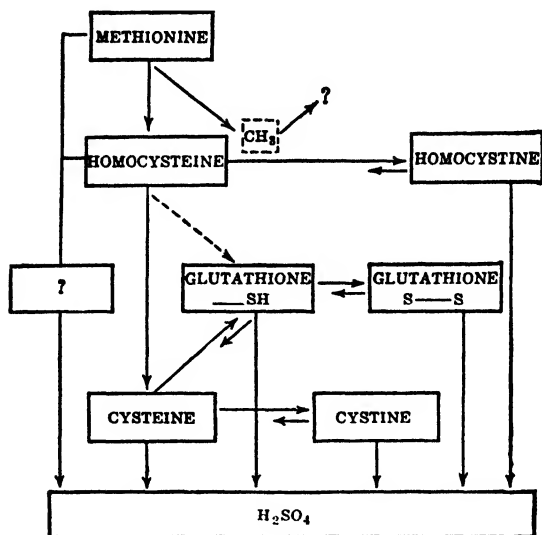 METHIONINE
?
CH3
HOMOCYSTEINE
HOMOCYSTINE
?
GLUTATHIONE
SH
GLUTATHIONE
S—S
CYSTEINE
CYSTINE
H2SO4